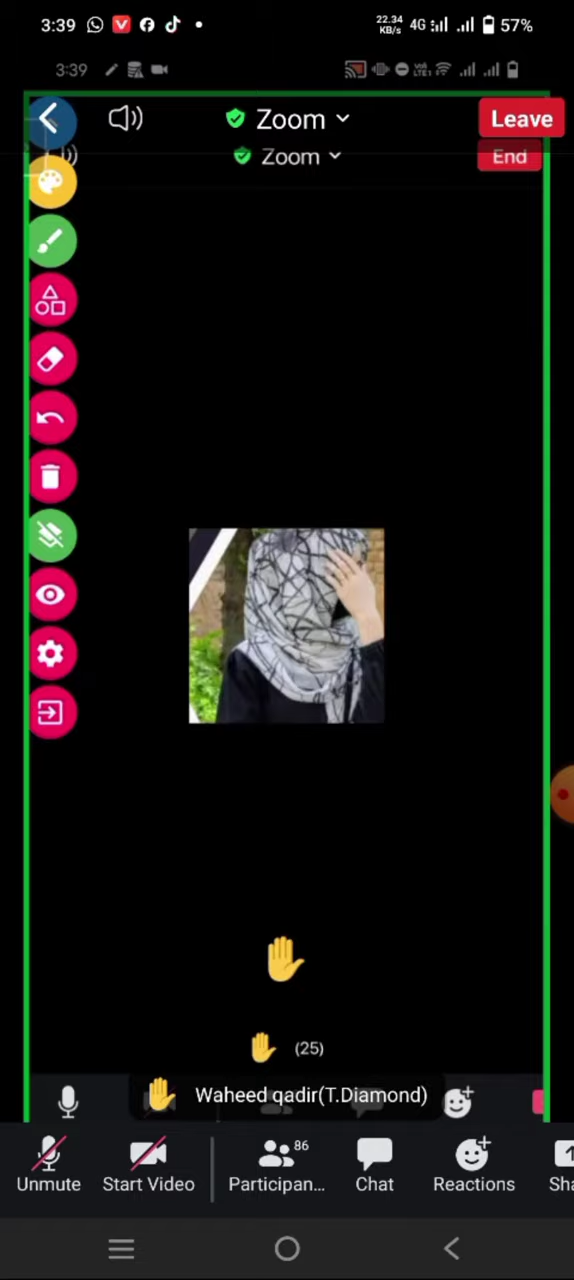 3:39 22.34 KB/s 4G 57%
3:39
Zoom Leave
Zoom End
(25)
Waheed qadir(T.Diamond)
86
Unmute Start Video Participan... Chat Reactions Sha